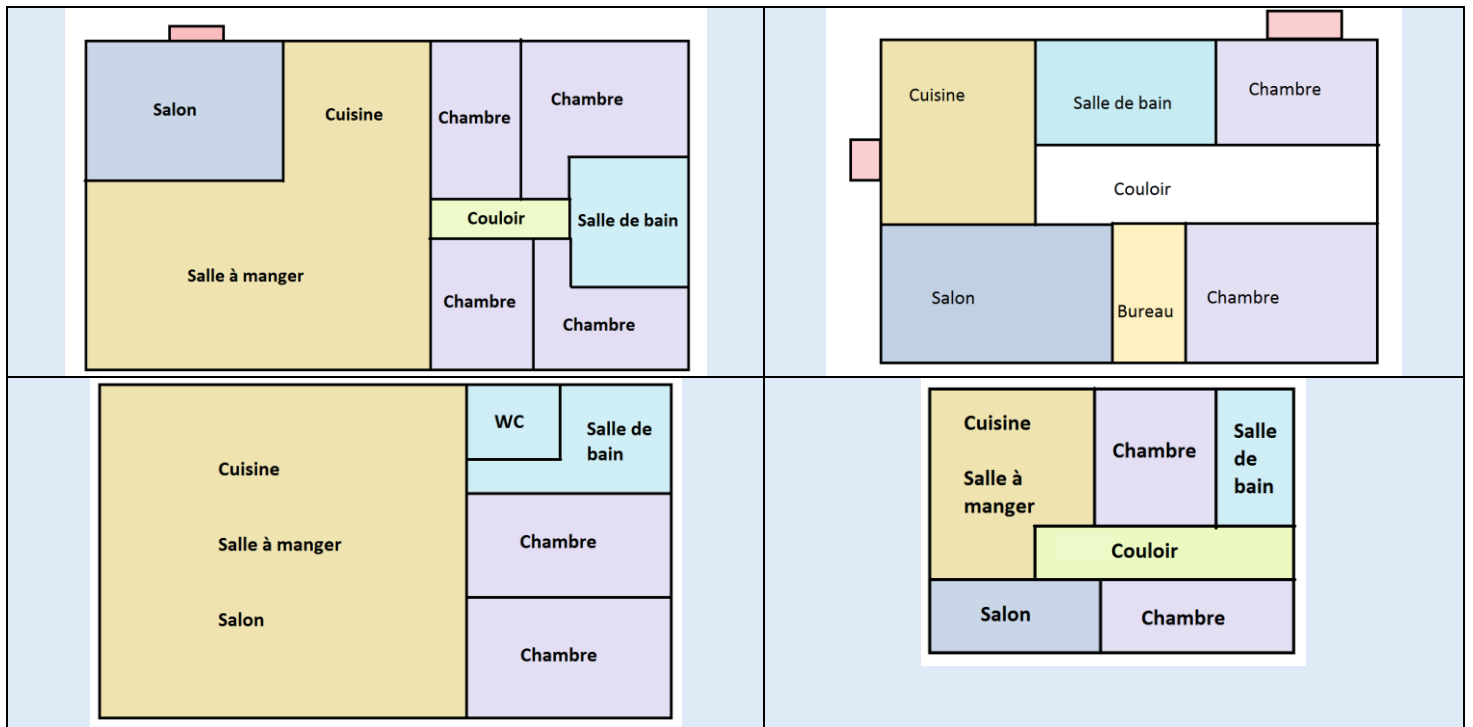 Salon
Cuisine
Chambre
Chambre
Couloir
Salle de bain
Salle à manger
Chambre
Chambre
Cuisine
Salle de bain
Chambre
Couloir
Salon
Bureau
Chambre
Cuisine
Salle à manger
Salon
WC
Salle de
bain
Chambre
Chambre
Cuisine
Salle à
manger
Chambre
Salle
de
bain
Couloir
Salon
Chambre